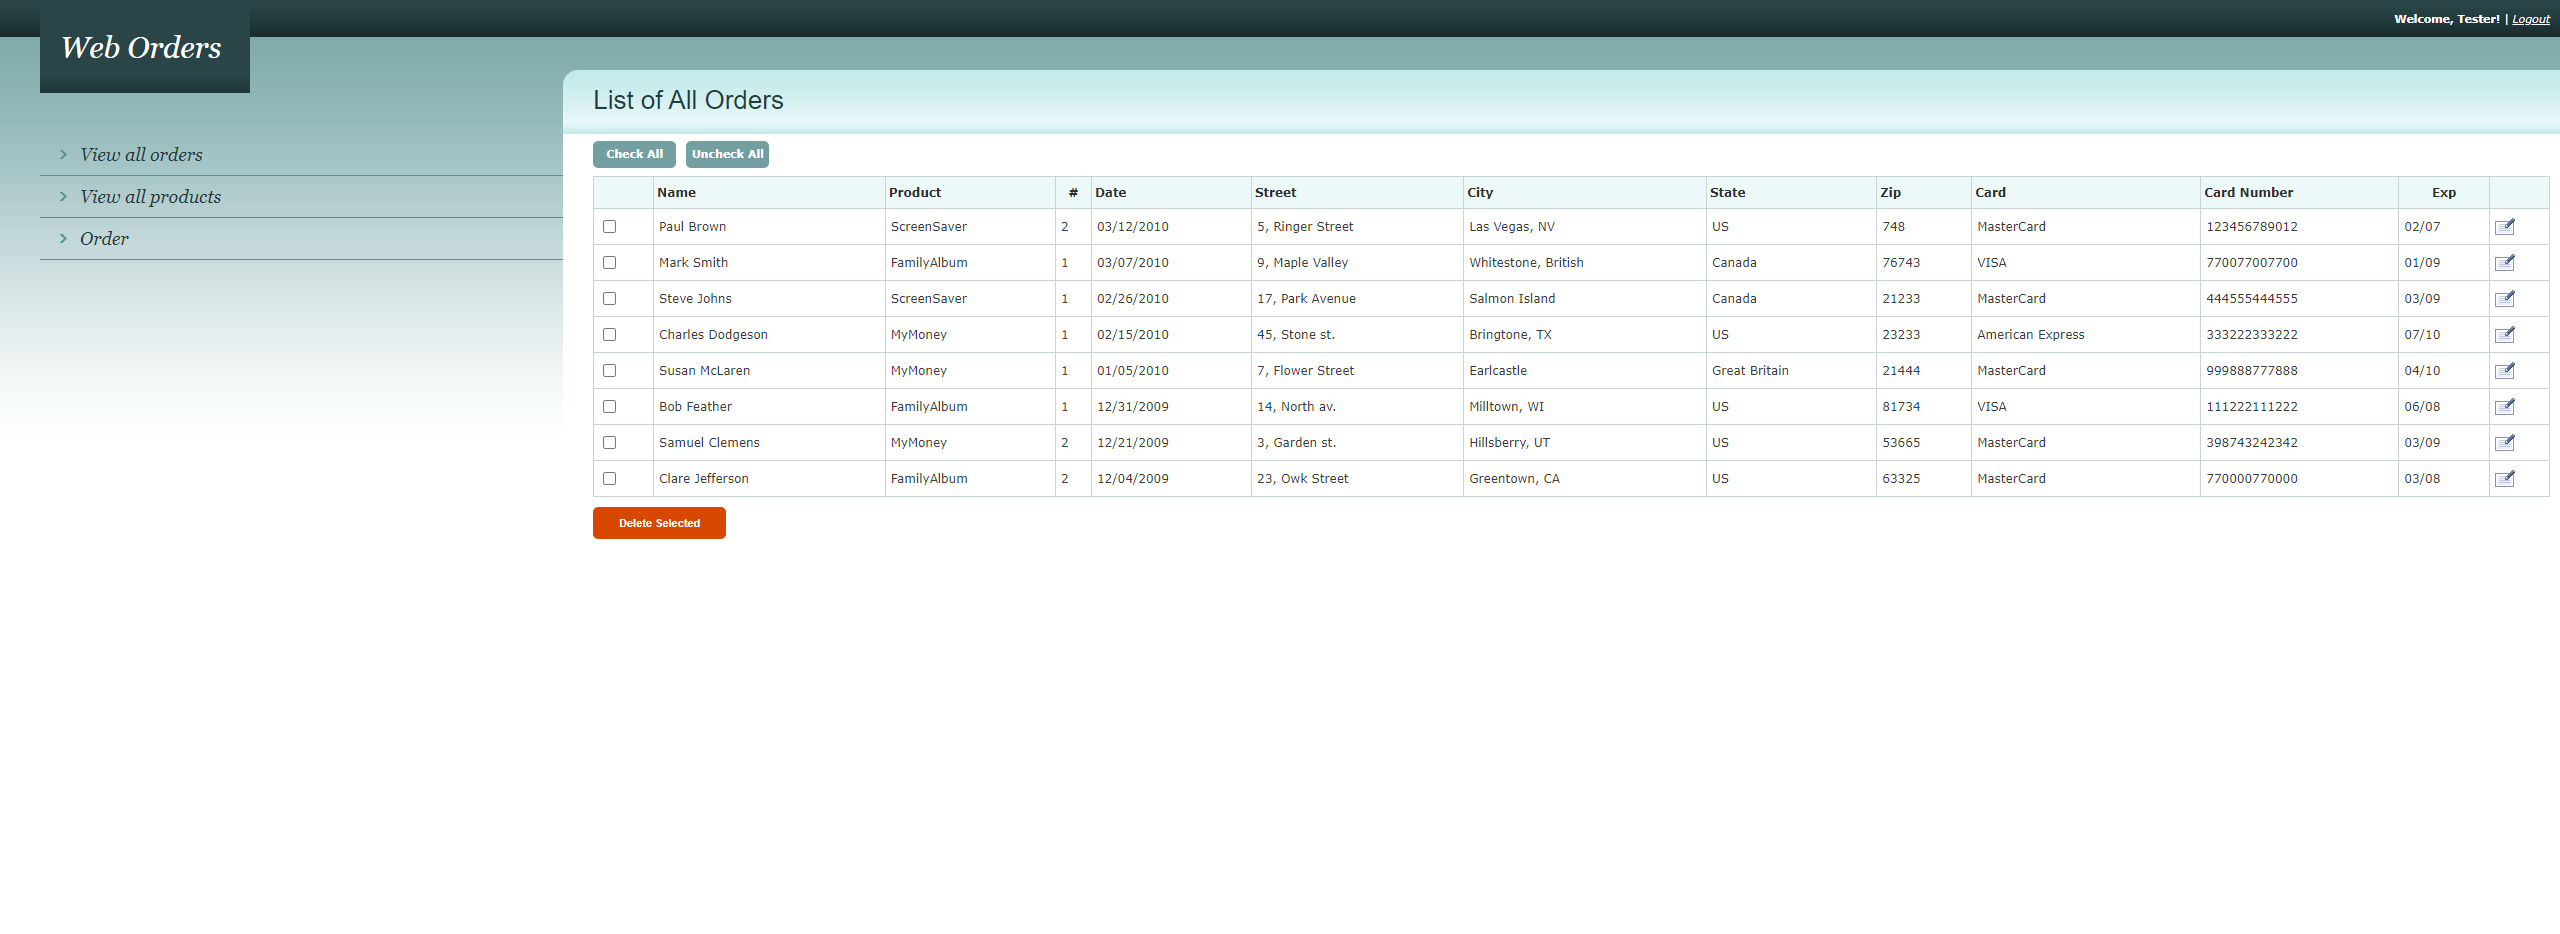 Welcome, Tester! | Logout
Web Orders
View all orders
View all products
Order
List of All Orders
Check All Uncheck All
Name Product # Date Street City State Zip Card Card Number Exp
Paul Brown ScreenSaver 2 03/12/2010 5, Ringer Street Las Vegas, NV US 748 MasterCard 123456789012 02/07
Mark Smith FamilyAlbum 1 03/07/2010 9, Maple Valley Whitestone, British Canada 76743 VISA 770077007700 01/09
Steve Johns ScreenSaver 1 02/26/2010 17, Park Avenue Salmon Island Canada 21233 MasterCard 444555444555 03/09
Charles Dodgeson MyMoney 1 02/15/2010 45, Stone st. Bringtone, TX US 23233 American Express 333222333222 07/10
Susan McLaren MyMoney 1 01/05/2010 7, Flower Street Earlcastle Great Britain 21444 MasterCard 999888777888 04/10
Bob Feather FamilyAlbum 1 12/31/2009 14, North av. Milltown, WI US 81734 VISA 111222111222 06/08
Samuel Clemens MyMoney 2 12/21/2009 3, Garden st. Hillsberry, UT US 53665 MasterCard 398743242342 03/09
Clare Jefferson FamilyAlbum 2 12/04/2009 23, Owk Street Greentown, CA US 63325 MasterCard 770000770000 03/08
Delete Selected